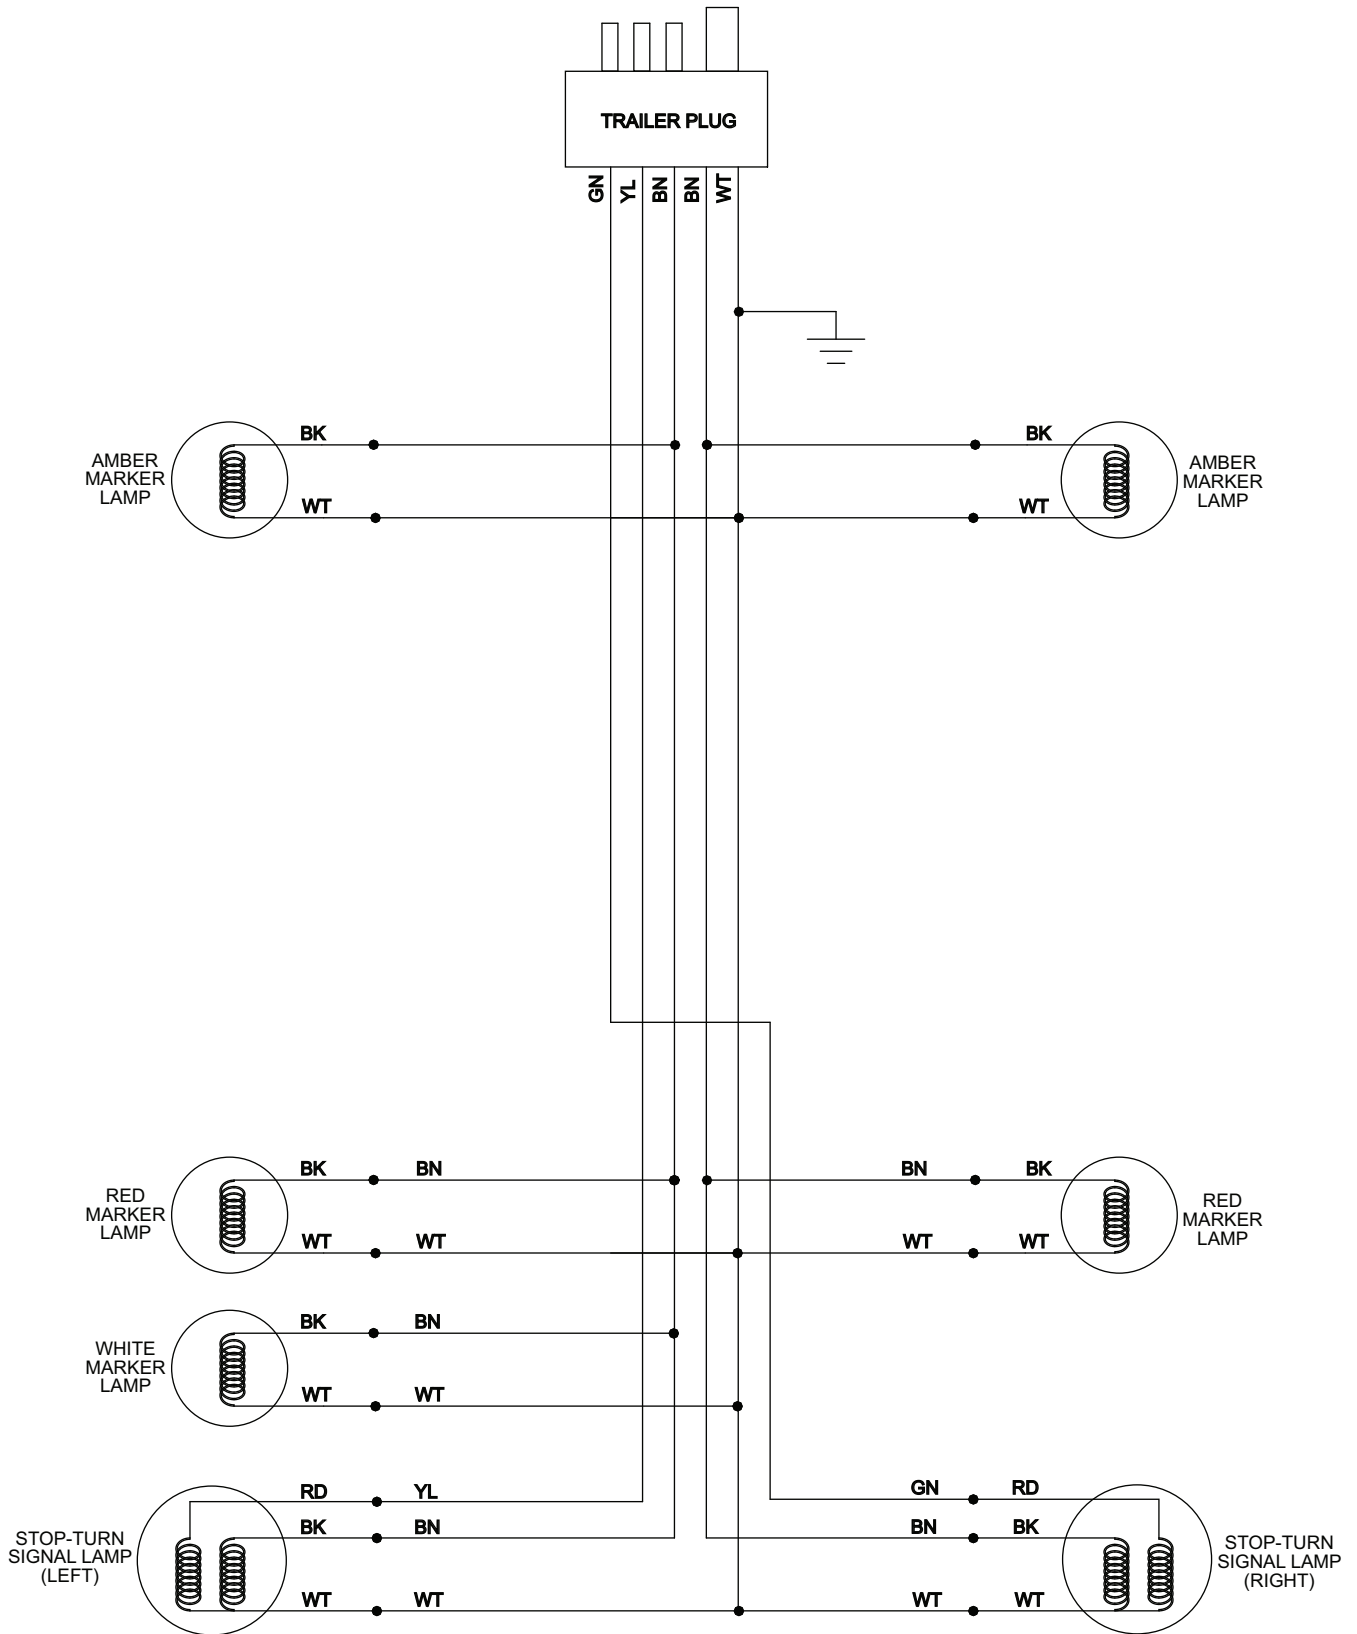 TRAILER PLUG
GN
YL
BN
BN
WT
BK
BK
AMBER
MARKER
LAMP
AMBER
MARKER
LAMP
WT
WT
BK
BN
BN
BK
RED
MARKER
LAMP
RED
MARKER
LAMP
WT
WT
WT
WT
BK
BN
WHITE
MARKER
LAMP
WT
WT
RD
YL
GN
RD
BK
BN
BN
BK
STOP-TURN
SIGNAL LAMP
(LEFT)
STOP-TURN
SIGNAL LAMP
(RIGHT)
WT
WT
WT
WT